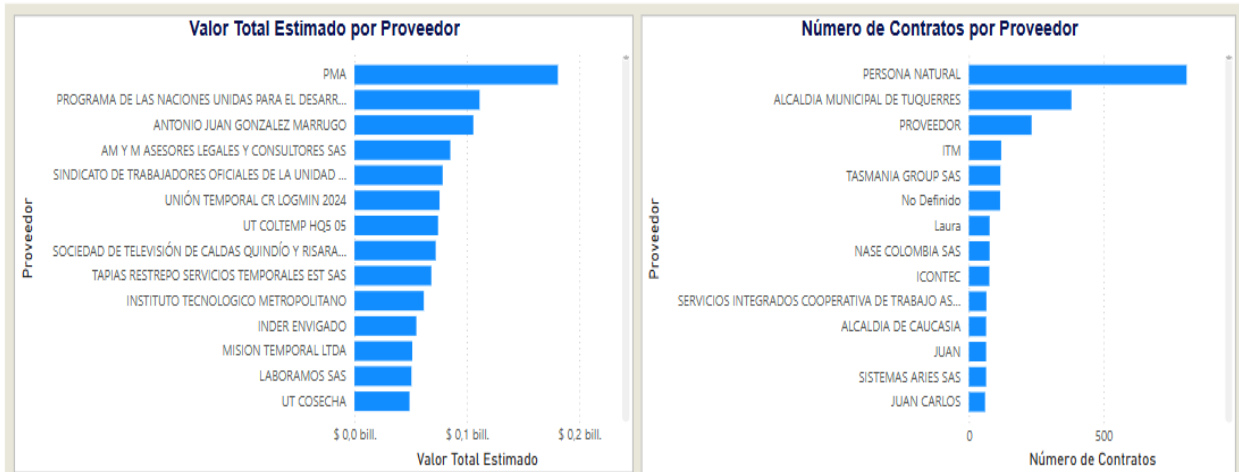 Valor Total Estimado por Proveedor
Proveedor
PMA
PROGRAMA DE LAS NACIONES UNIDAS PARA EL DESARR...
ANTONIO JUAN GONZALEZ MARRUGO
AM Y M ASESORES LEGALES Y CONSULTORES SAS
SINDICATO DE TRABAJADORES OFICIALES DE LA UNIDAD ...
UNIÓN TEMPORAL CR LOGMIN 2024
UT COLTEMP HQ5 05
SOCIEDAD DE TELEVISIÓN DE CALDAS QUINDÍO Y RISARA...
TAPIAS RESTREPO SERVICIOS TEMPORALES EST SAS
INSTITUTO TECNOLOGICO METROPOLITANO
INDER ENVIGADO
MISION TEMPORAL LTDA
LABORAMOS SAS
UT COSECHA
$ 0,0 bill. $ 0,1 bill. $ 0,2 bill.
Valor Total Estimado
Número de Contratos por Proveedor
Proveedor
PERSONA NATURAL
ALCALDIA MUNICIPAL DE TUQUERRES
PROVEEDOR
ITM
TASMANIA GROUP SAS
No Definido
Laura
NASE COLOMBIA SAS
ICONTEC
SERVICIOS INTEGRADOS COOPERATIVA DE TRABAJO AS...
ALCALDIA DE CAUCASIA
JUAN
SISTEMAS ARIES SAS
JUAN CARLOS
0 500
Número de Contratos